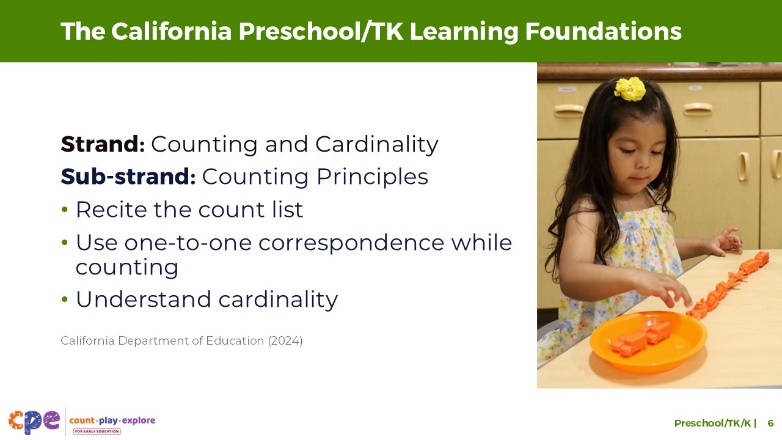 The California Preschool/TK Learning Foundations
Strand: Counting and Cardinality
Sub-strand: Counting Principles
• Recite the count list
• Use one-to-one correspondence while
counting
• Understand cardinality
California Department of Education (2024)
cpe
count·play·explore
FOR EARLY EDUCATION
Preschool/TK/K | 6